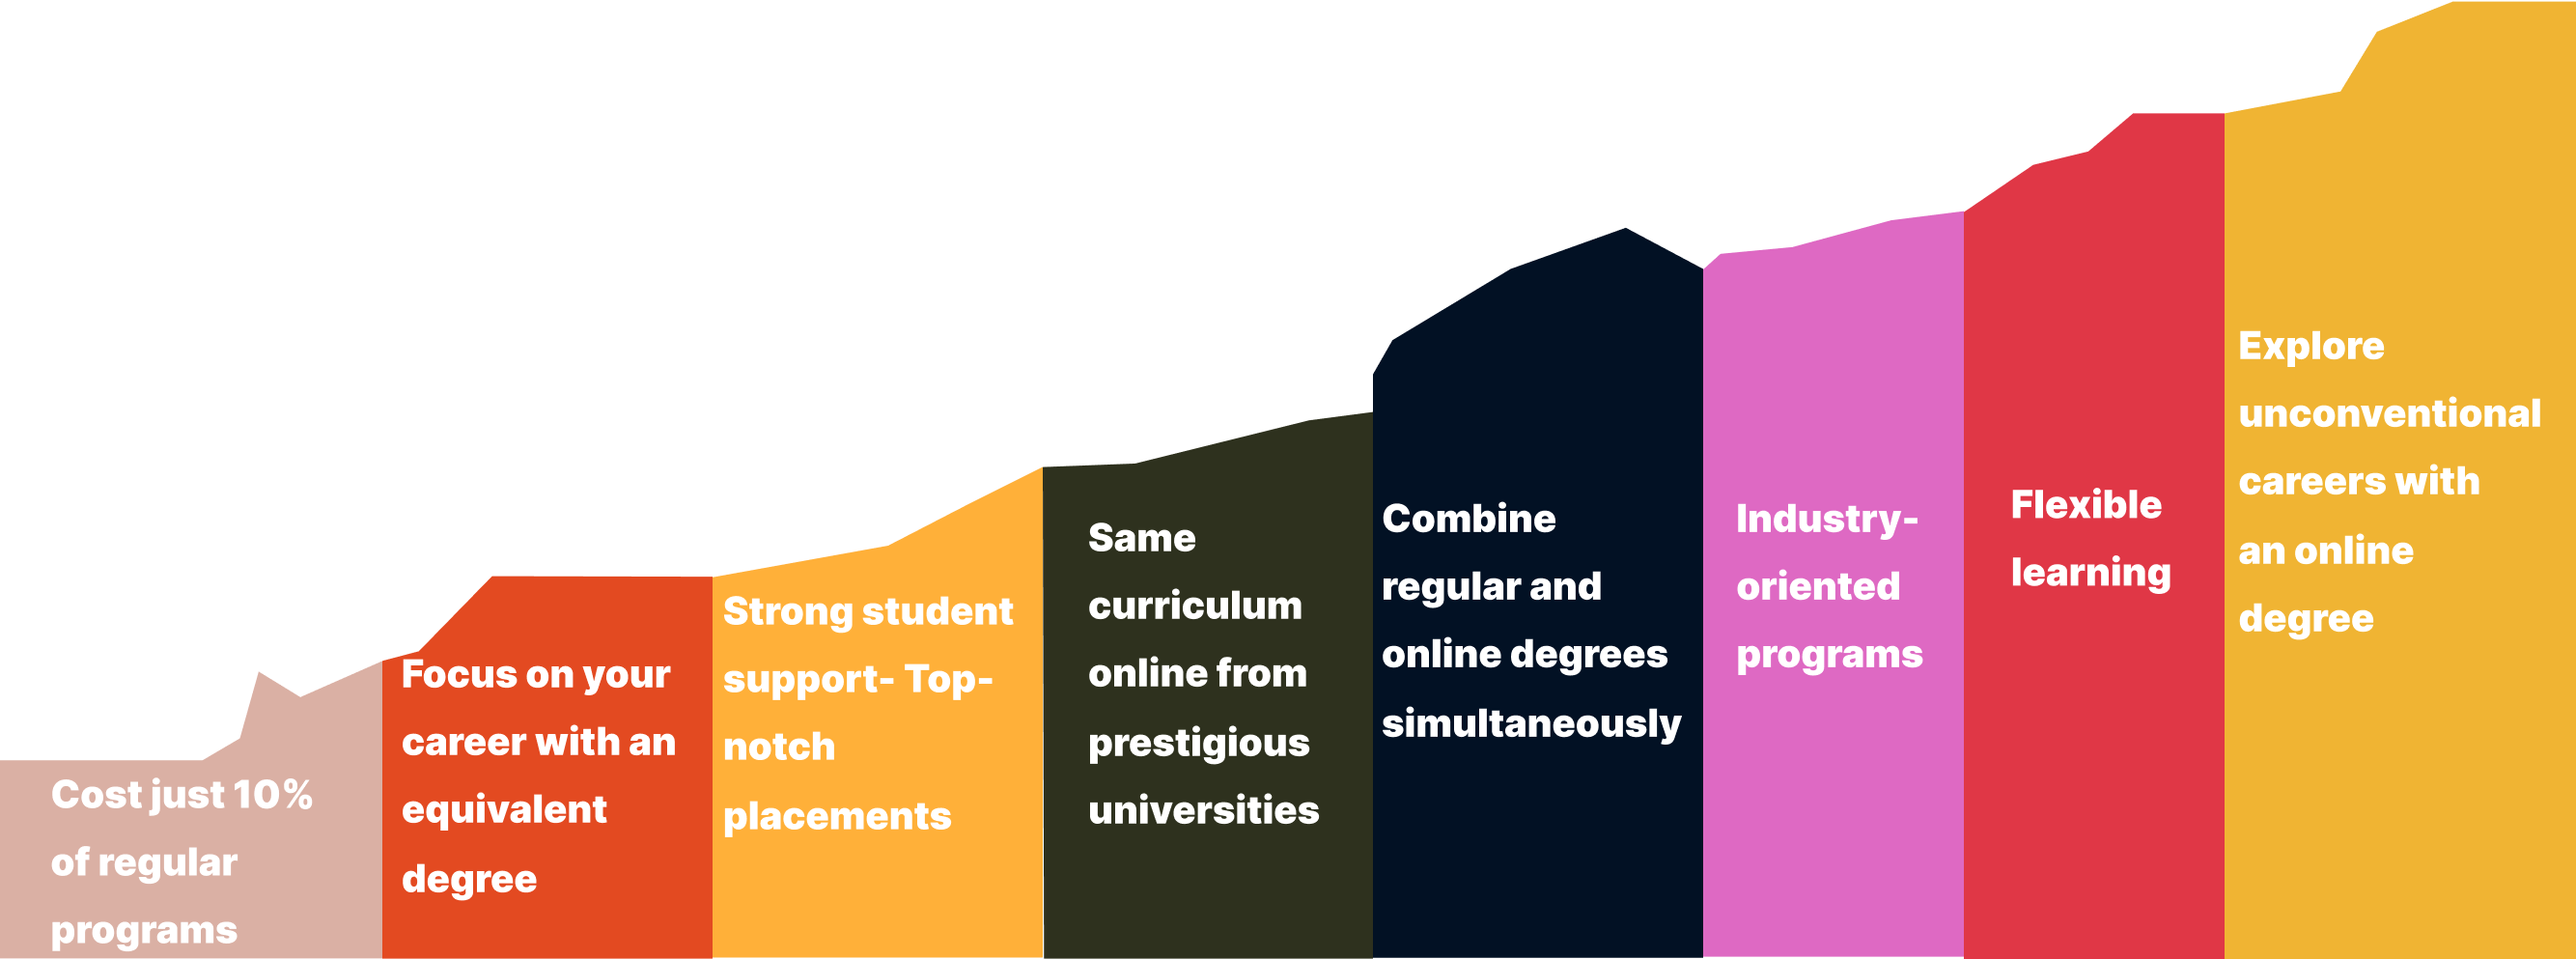 Cost just 10%
of regular
programs
Focus on your
career with an
equivalent
degree
Strong student
support- Top-
notch
placements
Same
curriculum
online from
prestigious
universities
Combine
regular and
online degrees
simultaneously
Industry-
oriented
programs
Flexible
learning
Explore
unconventional
careers with
an online
degree